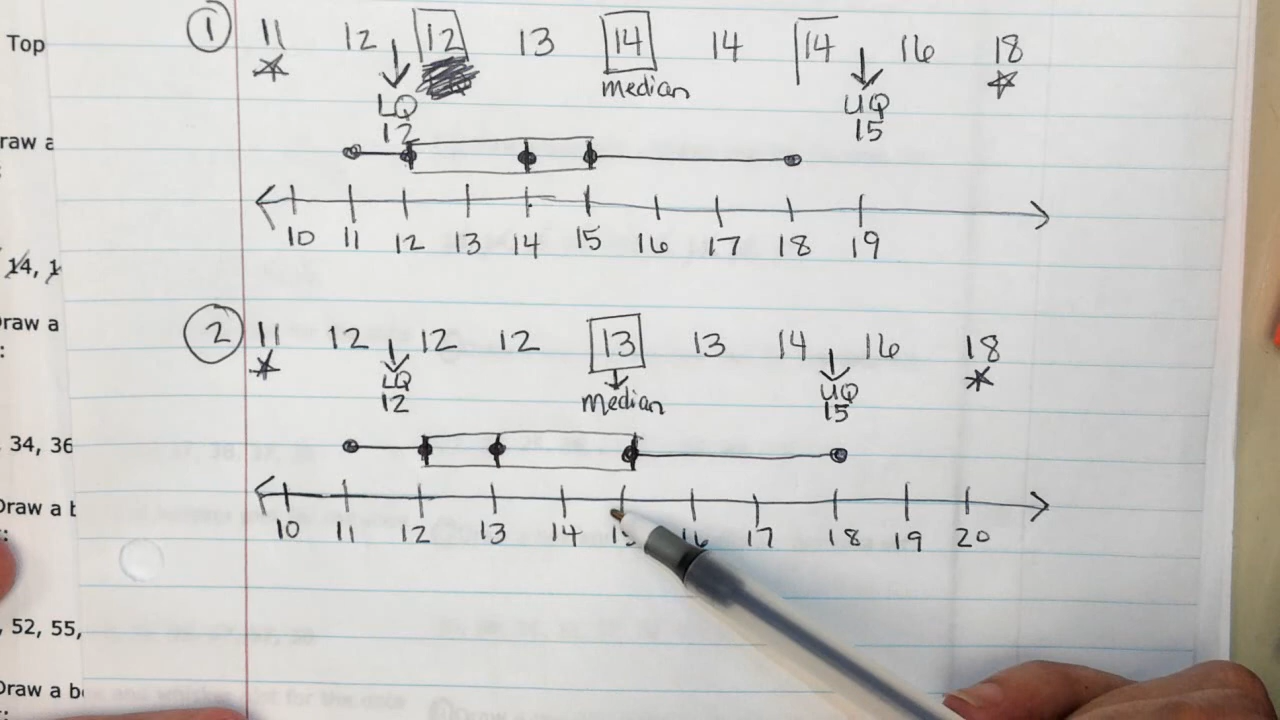 Top
① 11 12 12 13 14 14 14 16 18
median
LQ
12
UQ
15
raw a
10 11 12 13 14 15 16 17 18 19
14, 1
raw a
:
② 11 12 12 12 13 13 14 16 18
LQ
12
median
UQ
15
34, 36
10 11 12 13 14 15 16 17 18 19 20
Draw a b
:
, 52, 55,
Draw a b
: